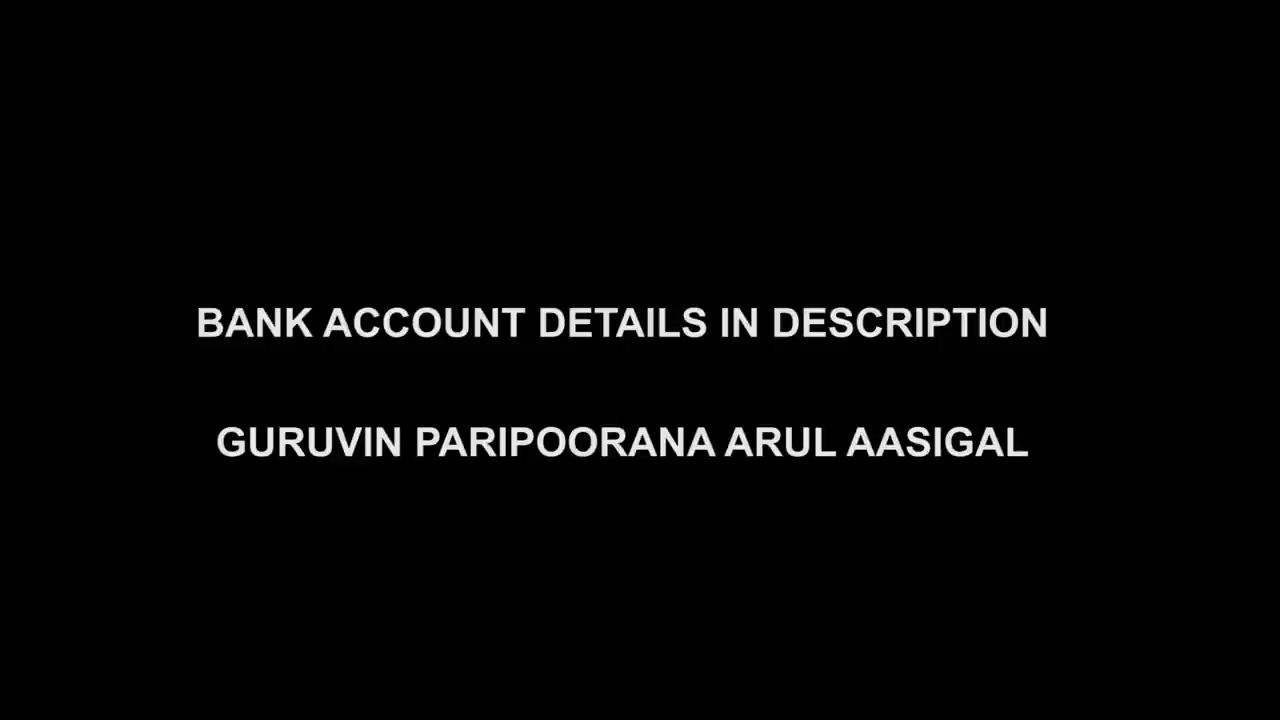 BANK ACCOUNT DETAILS IN DESCRIPTION
GURUVIN PARIPOORANA ARUL AASIGAL